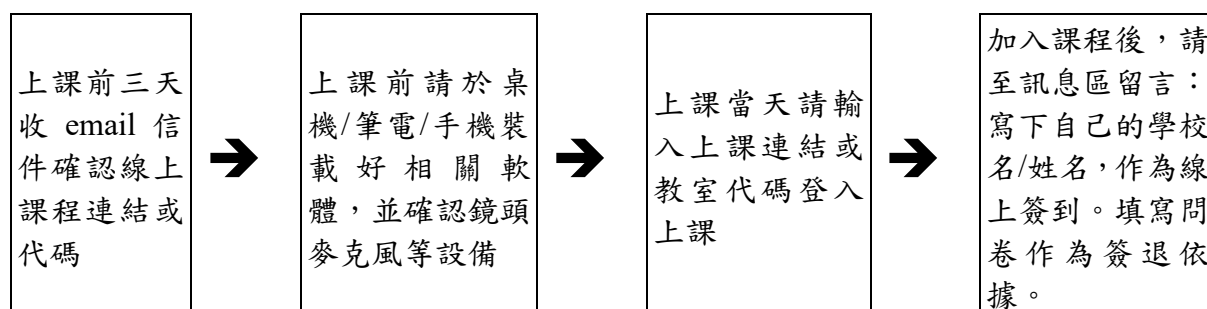 上課前三天
收 email 信
件確認線上
課程連結或
代碼
➔
上課前請於桌
機/筆電/手機裝
載好相關軟
體，並確認鏡頭
麥克風等設備
➔
上課當天請輸
入上課連結或
教室代碼登入
上課
➔
加入課程後，請
至訊息區留言：
寫下自己的學校
名/姓名，作為線
上簽到。填寫問
卷作為簽退依
據。